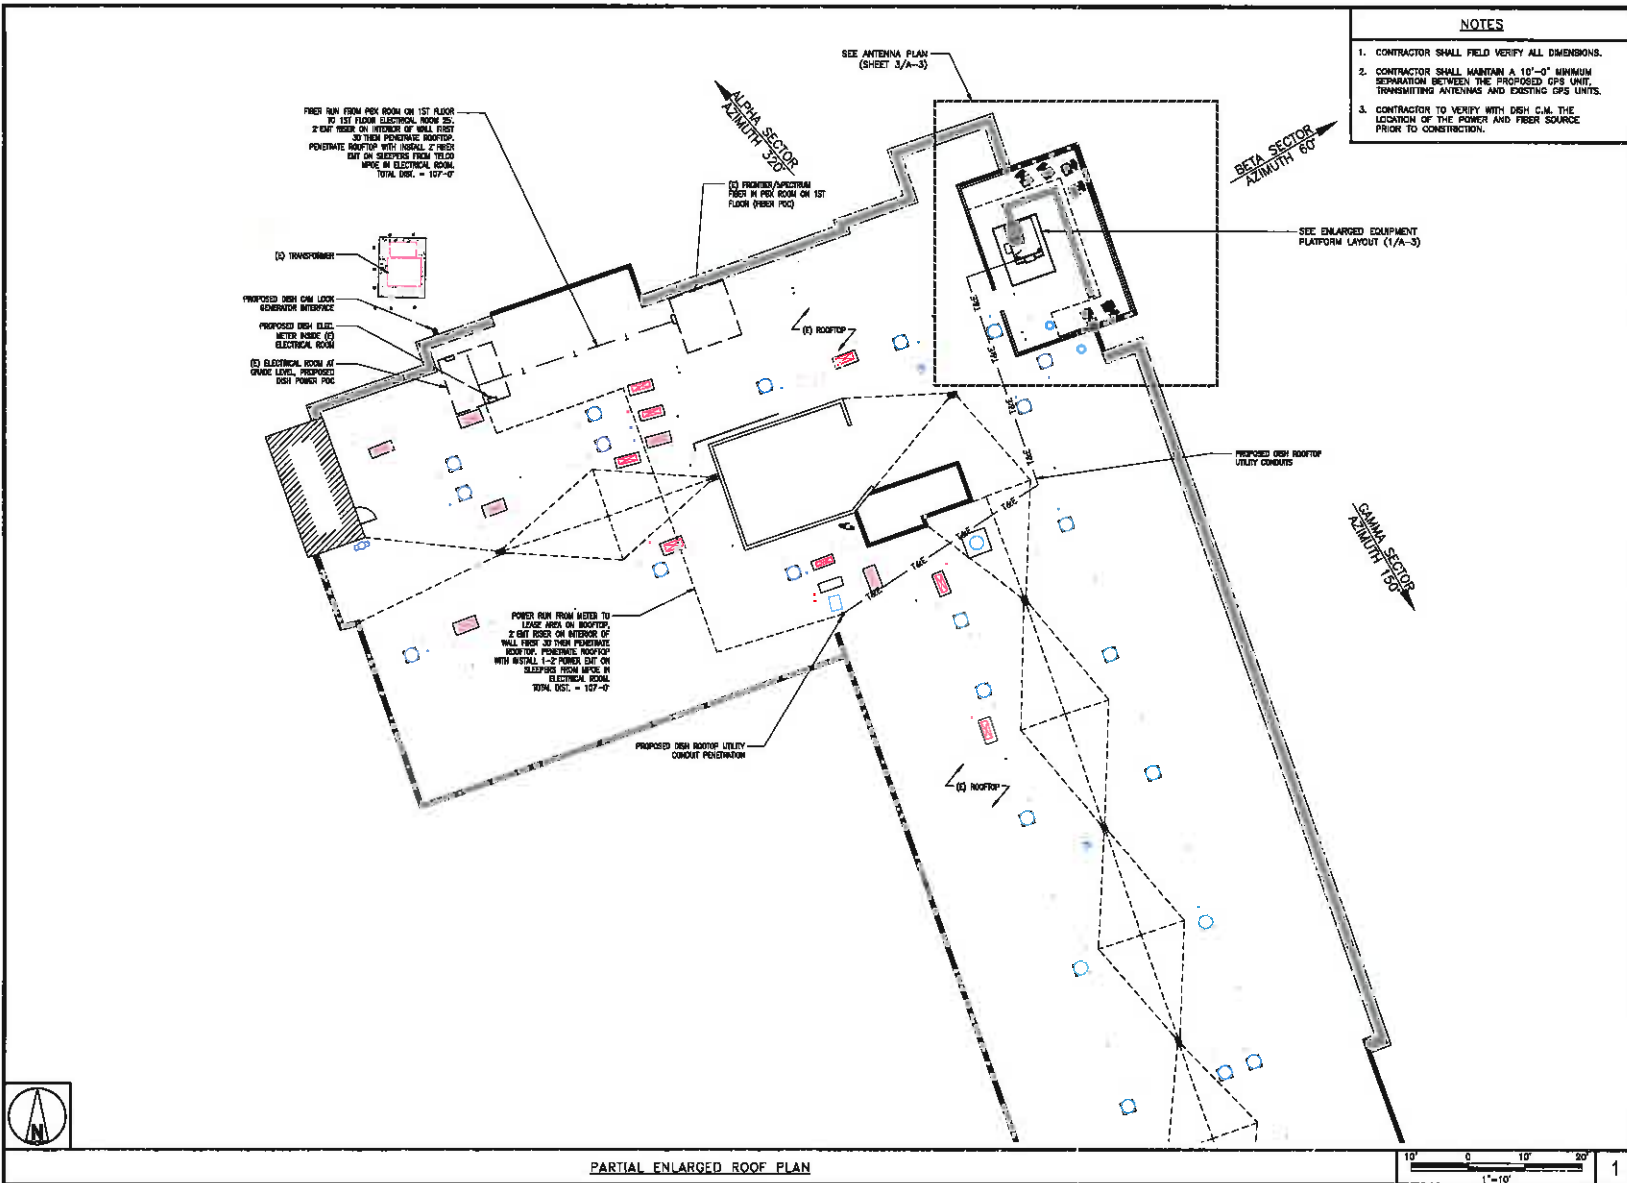 NOTES
1. CONTRACTOR SHALL FIELD VERIFY ALL DIMENSIONS.
2. CONTRACTOR SHALL MAINTAIN A 10'-0" MINIMUM
SEPARATION BETWEEN THE PROPOSED GPS UNIT,
TRANSMITTING ANTENNAS AND EXISTING GPS UNITS.
3. CONTRACTOR TO VERIFY WITH DISH C.M. THE
LOCATION OF THE POWER AND FIBER SOURCE
PRIOR TO CONSTRUCTION.
SEE ANTENNA PLAN
(SHEET 3/A-3)
ALPHA SECTOR
AZIMUTH 320°
BETA SECTOR
AZIMUTH 60°
FIBER RUN FROM PBX ROOM ON 1ST FLOOR
TO 1ST FLOOR ELECTRICAL ROOM 25'.
2" EMT RISER ON INTERIOR OF WALL FIRST
30' THEN PENETRATE ROOFTOP.
PENETRATE ROOFTOP WITH INSTALL 2" FIBER
EMT ON SLEEPERS FROM TELCO
MPOE IN ELECTRICAL ROOM.
TOTAL DIST. = 107'-0"
(E) FRONTIER/SPECTRUM
FIBER IN PBX ROOM ON 1ST
FLOOR (FIBER POC)
SEE ENLARGED EQUIPMENT
PLATFORM LAYOUT (1/A-3)
(E) TRANSFORMER
PROPOSED DISH CAM LOCK
GENERATOR INTERFACE
PROPOSED DISH ELEC.
METER INSIDE (E)
ELECTRICAL ROOM
(E) ELECTRICAL ROOM AT
GRADE LEVEL, PROPOSED
DISH POWER POC
(E) ROOFTOP
T&E
T&E
T&E
T&E
PROPOSED DISH ROOFTOP
UTILITY CONDUITS
T&E
T&E
T&E
T&E
GAMMA SECTOR
AZIMUTH 150°
POWER RUN FROM METER TO
LEASE AREA ON ROOFTOP,
2" EMT RISER ON INTERIOR OF
WALL FIRST 30' THEN PENETRATE
ROOFTOP. PENETRATE ROOFTOP
WITH INSTALL 1-2" POWER EMT ON
SLEEPERS FROM MPOE IN
ELECTRICAL ROOM.
TOTAL DIST. = 107'-0"
PROPOSED DISH ROOTOP UTILITY
CONDUIT PENETRATION
(E) ROOFTOP
N
PARTIAL ENLARGED ROOF PLAN
10' 0 10' 20'
1"=10'
1